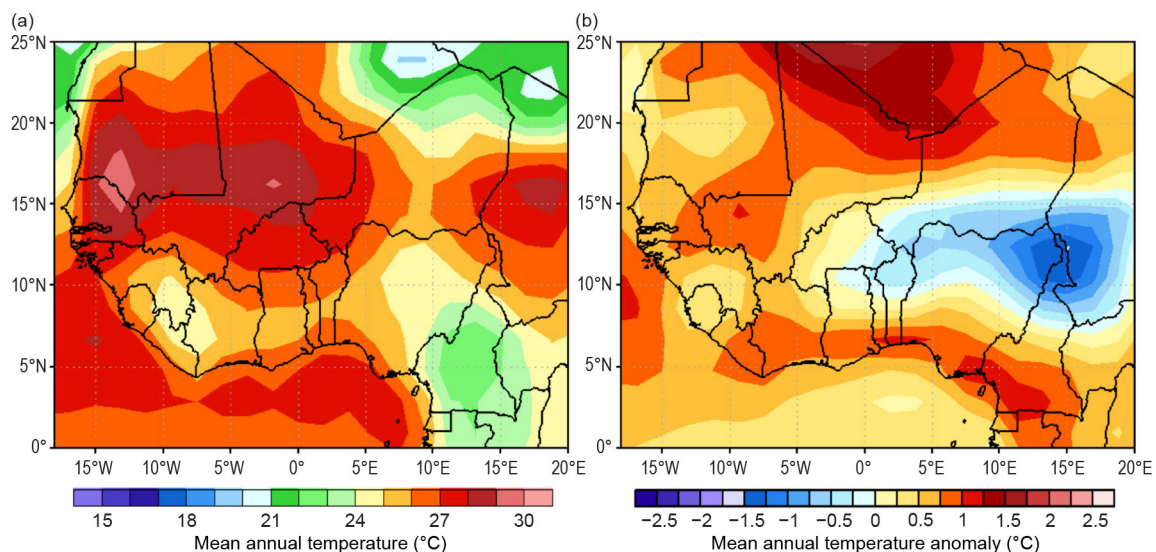 (a)
(b)
25°N
20°N
15°N
10°N
5°N
0°
15°W
10°W
5°W
0°
5°E
10°E
15°E
20°E
25°N
20°N
15°N
10°N
5°N
0°
15°W
10°W
5°W
0°
5°E
10°E
15°E
20°E
15
18
21
24
27
30
Mean annual temperature (°C)
−2.5
−2
−1.5
−1
−0.5
0
0.5
1
1.5
2
2.5
Mean annual temperature anomaly (°C)